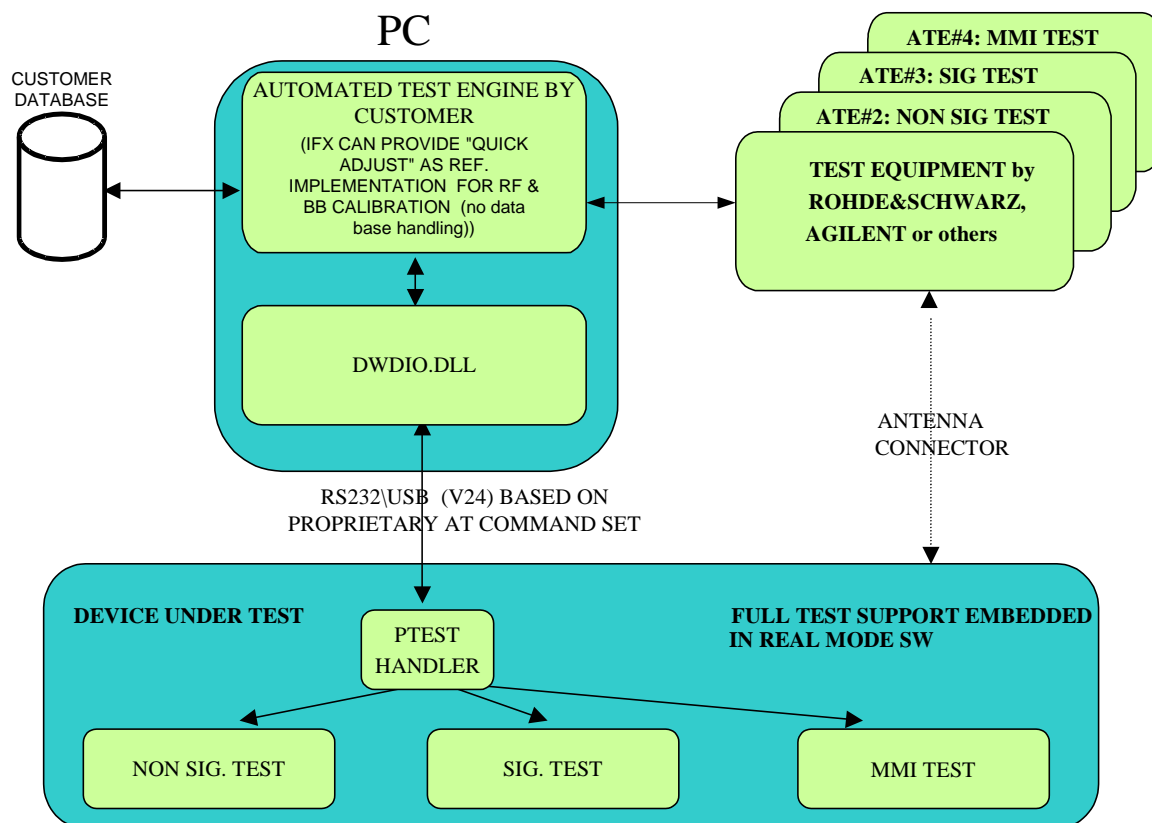 PC
CUSTOMER
DATABASE
AUTOMATED TEST ENGINE BY
CUSTOMER
(IFX CAN PROVIDE "QUICK
ADJUST" AS REF.
IMPLEMENTATION FOR RF &
BB CALIBRATION (no data
base handling))
DWDIO.DLL
ATE#4: MMI TEST
ATE#3: SIG TEST
ATE#2: NON SIG TEST
TEST EQUIPMENT by
ROHDE&SCHWARZ,
AGILENT or others
ANTENNA
CONNECTOR
RS232\USB (V24) BASED ON
PROPRIETARY AT COMMAND SET
DEVICE UNDER TEST
PTEST
HANDLER
FULL TEST SUPPORT EMBEDDED
IN REAL MODE SW
NON SIG. TEST
SIG. TEST
MMI TEST